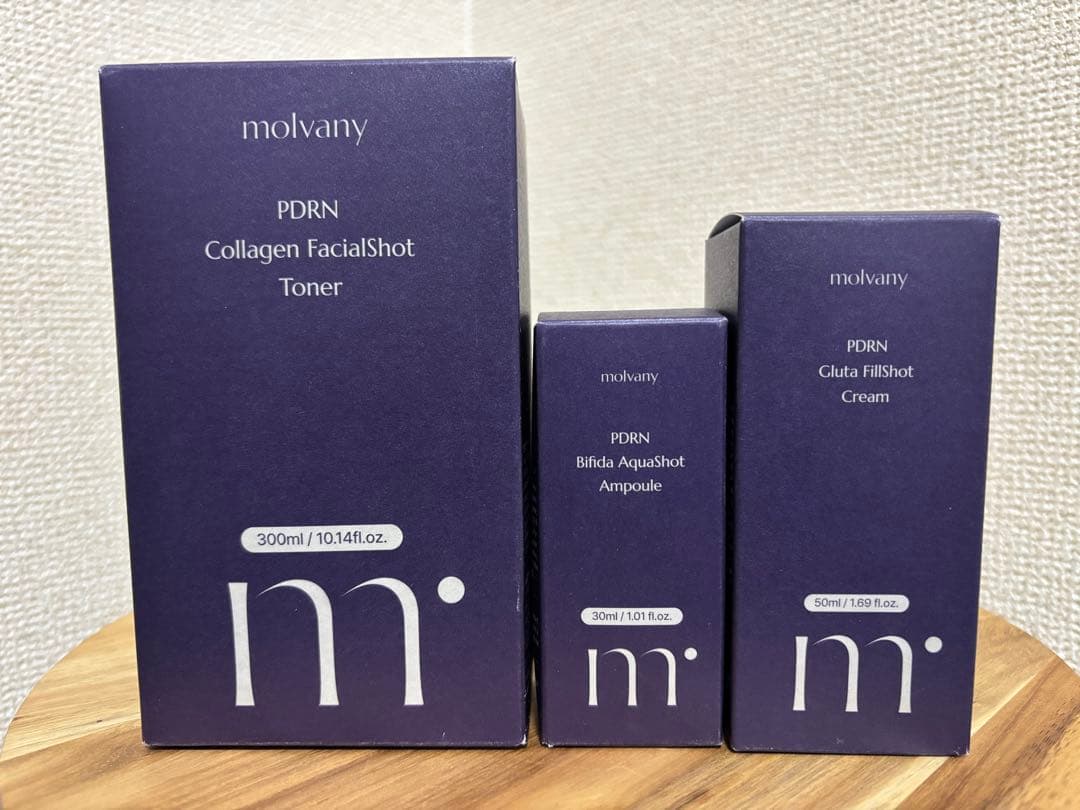 molvany
PDRN
Collagen FacialShot
Toner
300ml / 10.14fl.oz.
m
molvany
PDRN
Bifida AquaShot
Ampoule
30ml / 1.01 fl.oz.
m
molvany
PDRN
Gluta FillShot
Cream
50ml / 1.69 fl.oz.
m